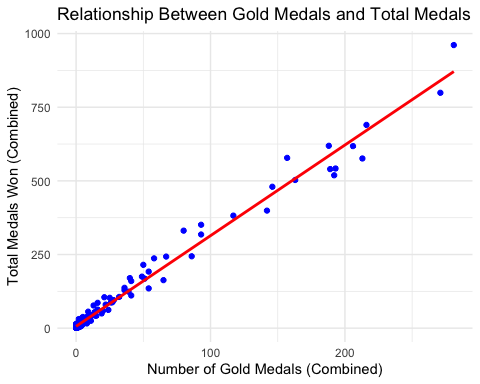 Relationship Between Gold Medals and Total Medals
1000
750
500
250
0
Total Medals Won (Combined)
0 100 200
Number of Gold Medals (Combined)